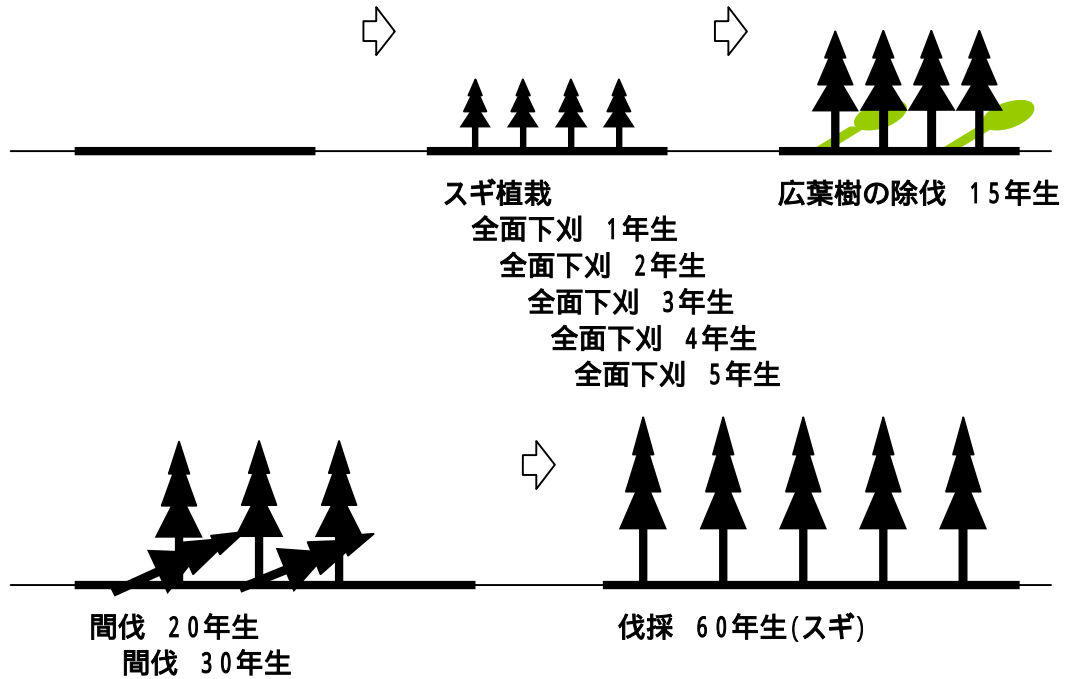 スギ植栽
全面下刈 1年生
全面下刈 2年生
全面下刈 3年生
全面下刈 4年生
全面下刈 5年生
広葉樹の除伐 15年生
間伐 20年生
間伐 30年生
伐採 60年生(スギ)